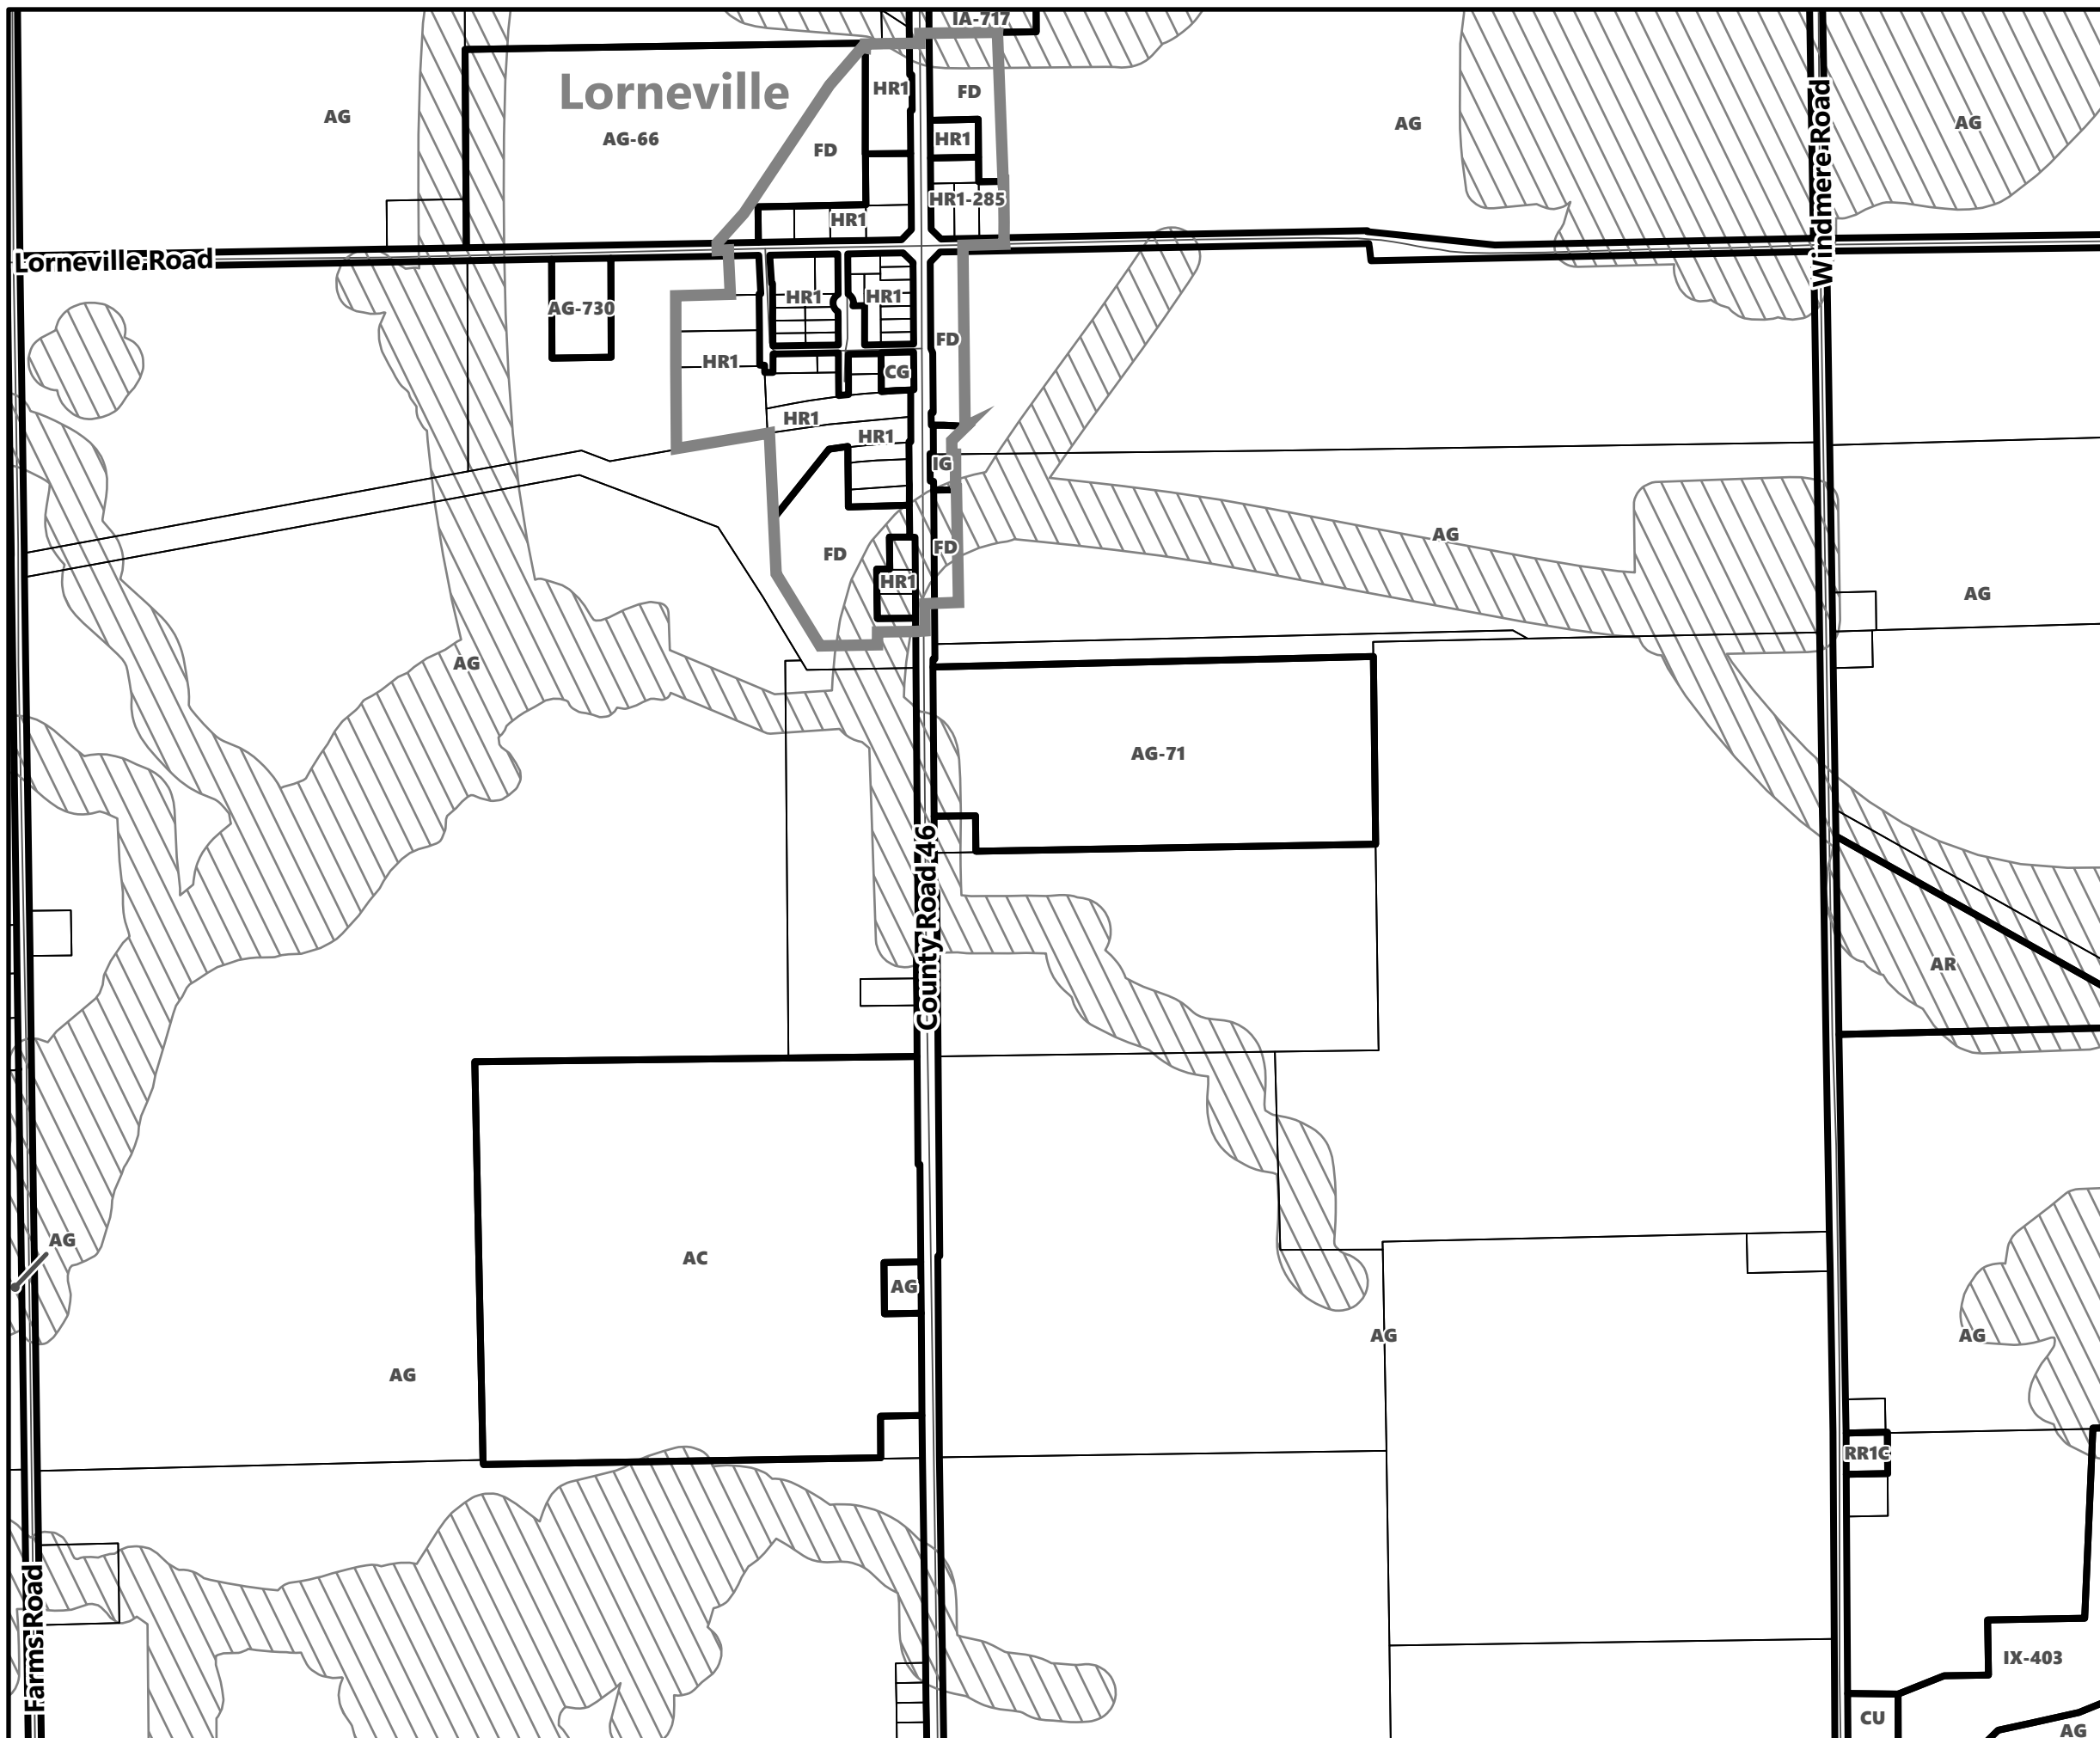 IA-717
Lorneville
HR1
FD
AG
AG-66
FD
HR1
AG
AG
Windmere Road
HR1-285
HR1
Lorneville Road
AG-730
HR1
HR1
FD
HR1
CG
HR1
HR1
IG
AG
FD
FD
HR1
AG
AG
AG-71
County Road 46
AR
AG
AC
AG
AG
AG
AG
RR1C
Farms Road
IX-403
CU
AG